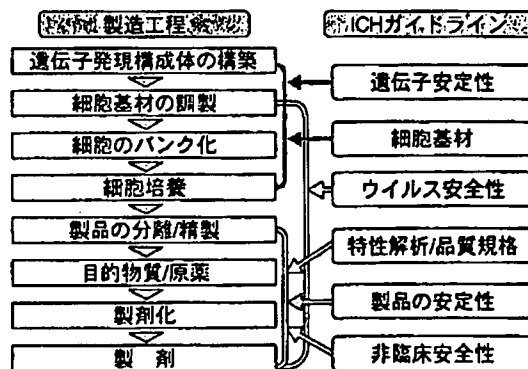 製造工程
ICHガイドライン
遺伝子発現構成体の構築
遺伝子安定性
細胞基材の調製
細胞基材
細胞のバンク化
細胞培養
ウイルス安全性
製品の分離/精製
特性解析/品質規格
目的物質/原薬
製品の安定性
製剤化
製 剤
非臨床安全性